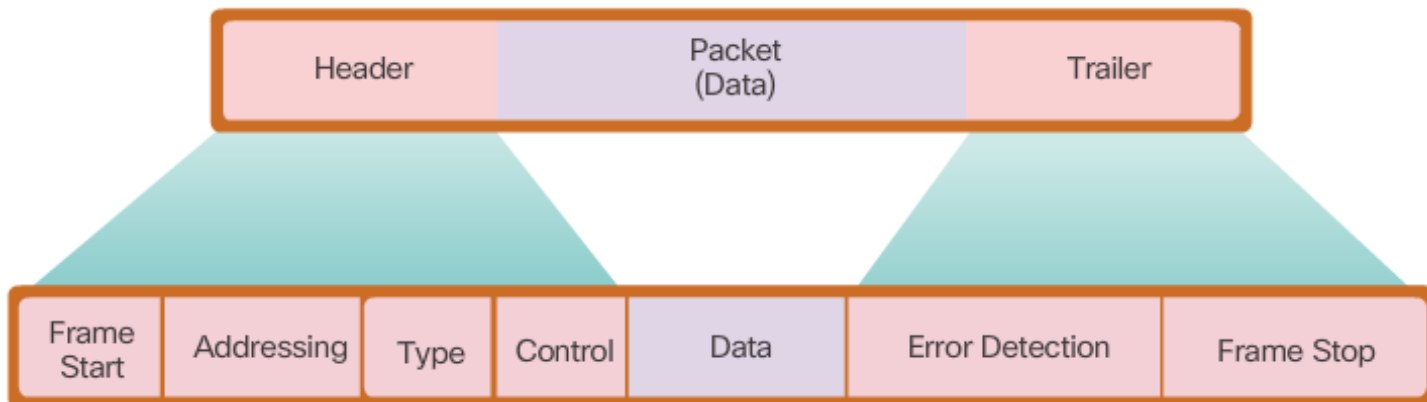 Header
Packet
(Data)
Trailer
Frame
Start
Addressing
Type
Control
Data
Error Detection
Frame Stop